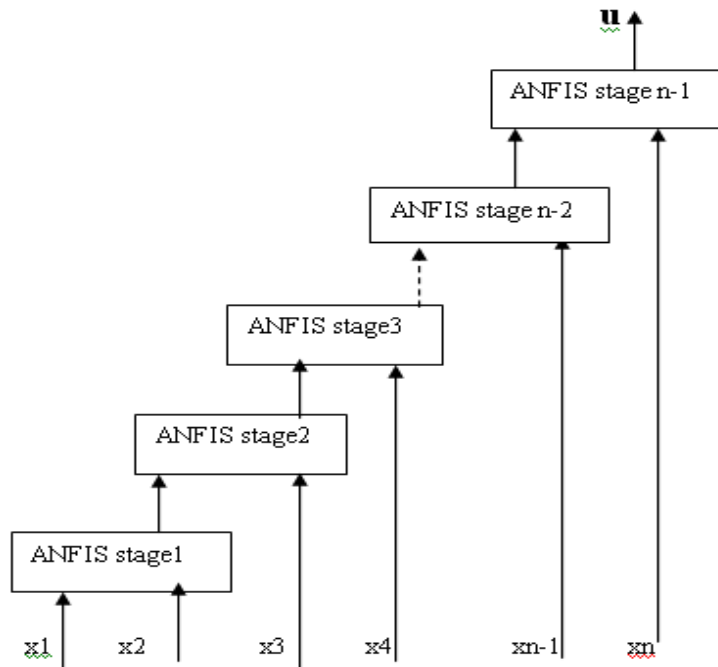 u
ANFIS stage n-1
ANFIS stage n-2
ANFIS stage3
ANFIS stage2
ANFIS stage1
x1 x2 x3 x4 xn-1 xn